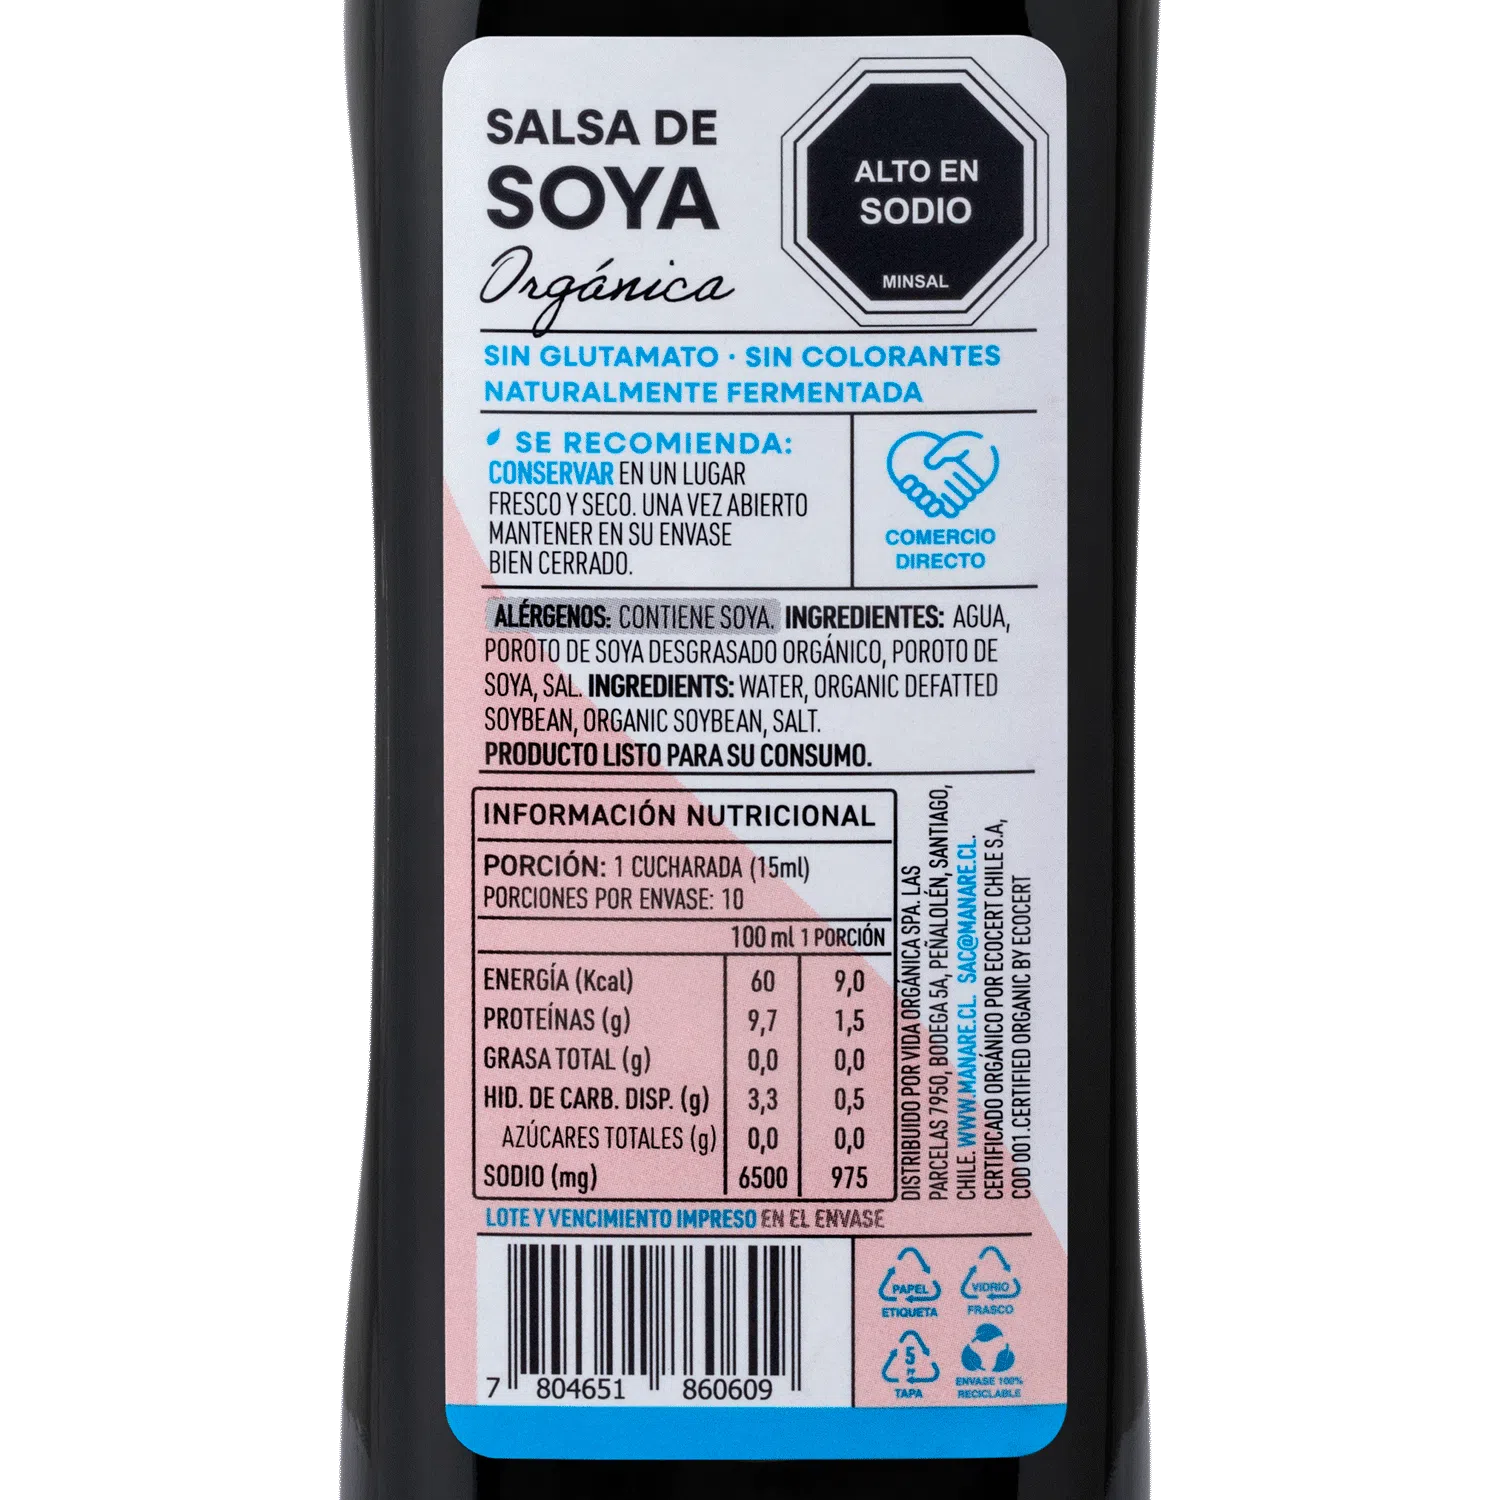 SALSA DE
SOYA
Orgánica
ALTO EN
SODIO
MINSAL
SIN GLUTAMATO · SIN COLORANTES
NATURALMENTE FERMENTADA
SE RECOMIENDA:
CONSERVAR EN UN LUGAR
FRESCO Y SECO. UNA VEZ ABIERTO
MANTENER EN SU ENVASE
BIEN CERRADO.
COMERCIO
DIRECTO
ALÉRGENOS: CONTIENE SOYA. INGREDIENTES: AGUA,
POROTO DE SOYA DESGRASADO ORGÁNICO, POROTO DE
SOYA, SAL. INGREDIENTS: WATER, ORGANIC DEFATTED
SOYBEAN, ORGANIC SOYBEAN, SALT.
PRODUCTO LISTO PARA SU CONSUMO.
INFORMACIÓN NUTRICIONAL
PORCIÓN: 1 CUCHARADA (15ml)
PORCIONES POR ENVASE: 10
100 ml 1 PORCIÓN
ENERGÍA (Kcal) 60 9,0
PROTEÍNAS (g) 9,7 1,5
GRASA TOTAL (g) 0,0 0,0
HID. DE CARB. DISP. (g) 3,3 0,5
AZÚCARES TOTALES (g) 0,0 0,0
SODIO (mg) 6500 975
DISTRIBUIDO POR VIDA ORGÁNICA SPA. LAS
PARCELAS 7950, BODEGA 5A, PEÑALOLÉN, SANTIAGO,
CHILE. WWW.MANARE.CL. SAC@MANARE.CL.
CERTIFICADO ORGÁNICO POR ECOCERT CHILE S.A,
COD 001.CERTIFIED ORGANIC BY ECOCERT
LOTE Y VENCIMIENTO IMPRESO EN EL ENVASE
7 804651 860609
PAPEL
ETIQUETA
VIDRIO
FRASCO
5
PP
TAPA
ENVASE 100%
RECICLABLE